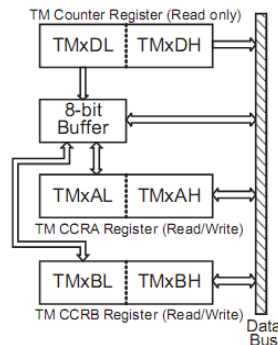 TM Counter Register (Read only)
TMxDL TMxDH
8-bit
Buffer
TMxAL TMxAH
TM CCRA Register (Read/Write)
TMxBL TMxBH
TM CCRB Register (Read/Write)
Data
Bus